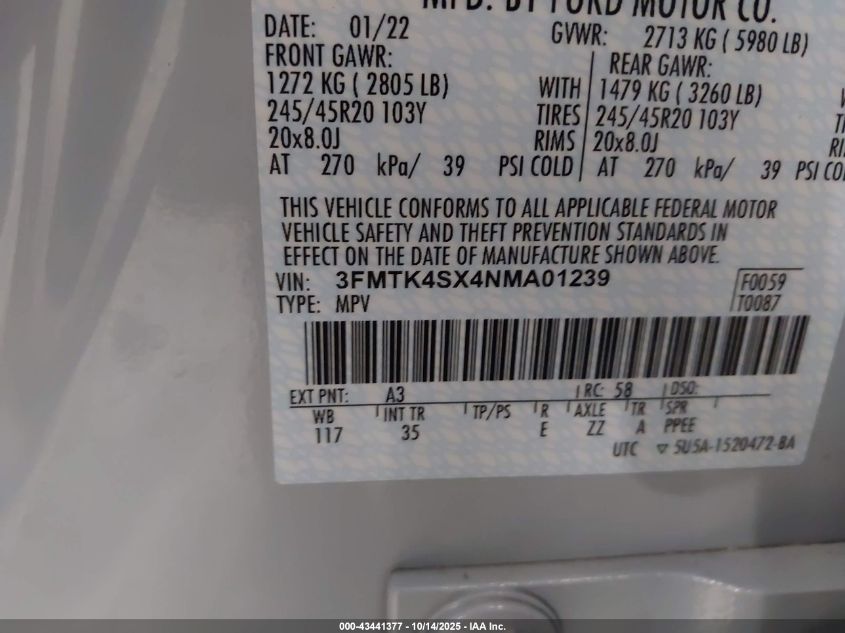 MFD. BY FORD MOTOR CO.
DATE: 01/22 GVWR: 2713 KG ( 5980 LB)
FRONT GAWR: REAR GAWR:
1272 KG ( 2805 LB) WITH 1479 KG ( 3260 LB)
245/45R20 103Y TIRES 245/45R20 103Y
20x8.0J RIMS 20x8.0J
AT 270 kPa/ 39 PSI COLD AT 270 kPa/ 39 PSI
THIS VEHICLE CONFORMS TO ALL APPLICABLE FEDERAL MOTOR
VEHICLE SAFETY AND THEFT PREVENTION STANDARDS IN
EFFECT ON THE DATE OF MANUFACTURE SHOWN ABOVE.
VIN: 3FMTK4SX4NMA01239 F0059
TYPE: MPV T0087
EXT PNT: A3 RC: 58 DSO:
WB INT TR TP/PS R AXLE TR SPR
117 35 E ZZ A PPEE
UTC ▽ 5U5A-1520472-BA
000-43441377 - 10/14/2025 - IAA Inc.